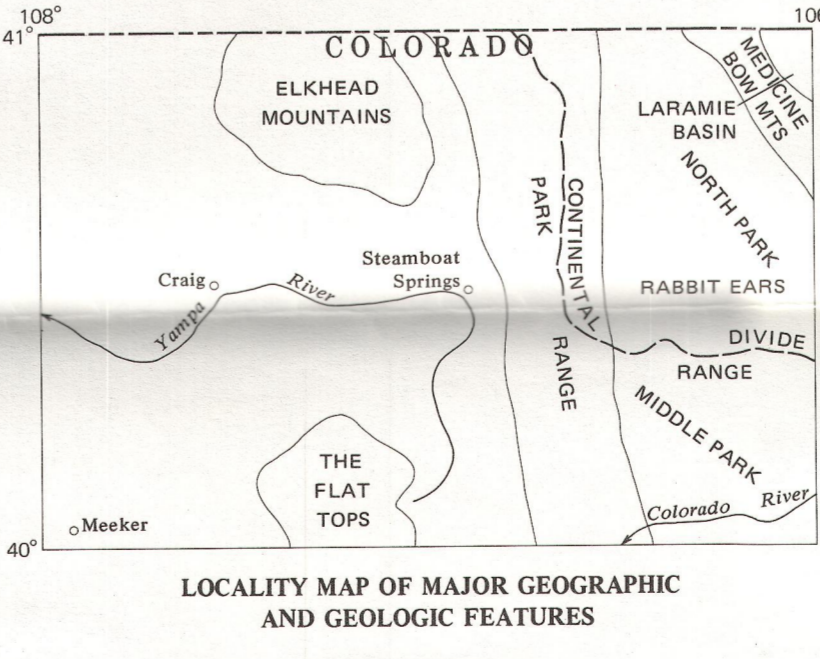 108°
106
41°
COLORADO
ELKHEAD
MOUNTAINS
MEDICINE
BOW MTS
LARAMIE
BASIN
NORTH PARK
PARK
CONTINENTAL
Steamboat
Springs
Craig
River
Yampa
RABBIT EARS
DIVIDE
RANGE
RANGE
MIDDLE PARK
THE
FLAT
TOPS
Meeker
Colorado River
40°
LOCALITY MAP OF MAJOR GEOGRAPHIC
AND GEOLOGIC FEATURES